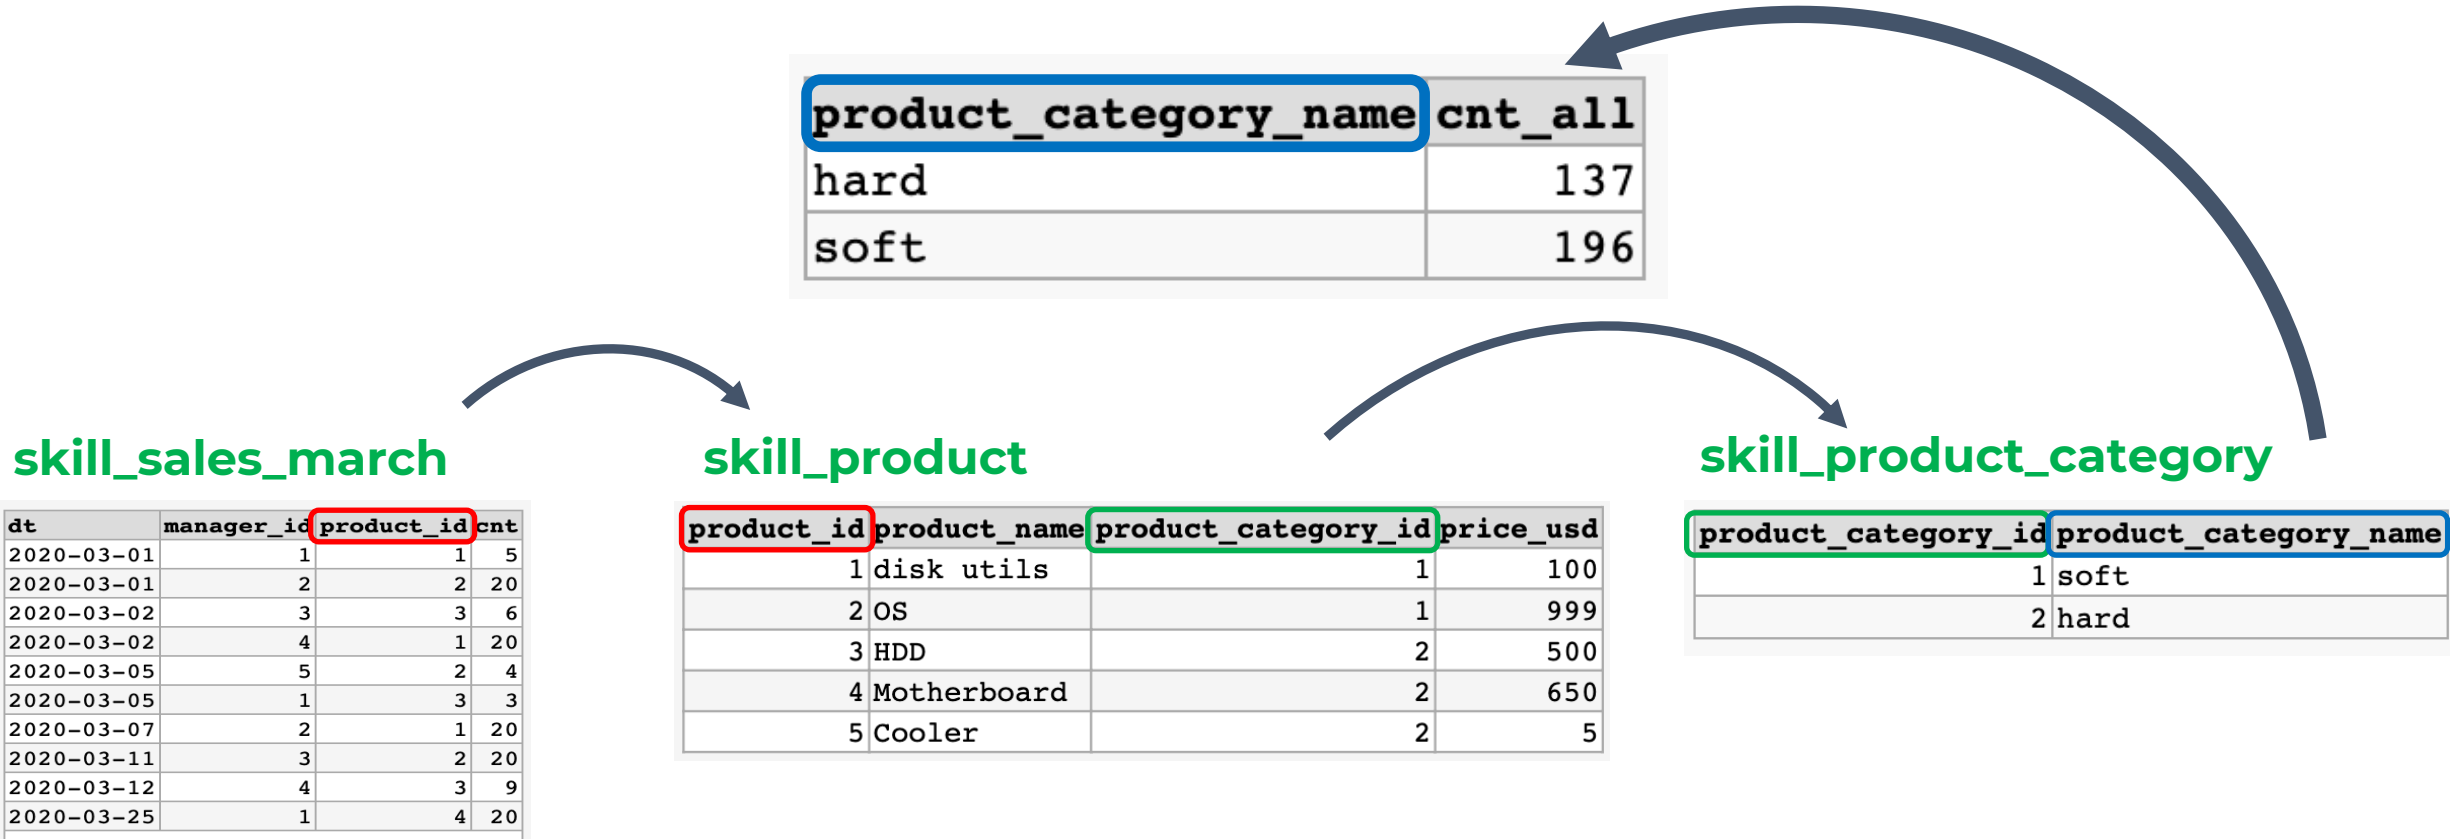 product_category_name cnt_all
hard 137
soft 196
skill_sales_march
dt manager_id product_id cnt
2020-03-01 1 1 5
2020-03-01 2 2 20
2020-03-02 3 3 6
2020-03-02 4 1 20
2020-03-05 5 2 4
2020-03-05 1 3 3
2020-03-07 2 1 20
2020-03-11 3 2 20
2020-03-12 4 3 9
2020-03-25 1 4 20
skill_product
product_id product_name product_category_id price_usd
1 disk utils 1 100
2 OS 1 999
3 HDD 2 500
4 Motherboard 2 650
5 Cooler 2 5
skill_product_category
product_category_id product_category_name
1 soft
2 hard